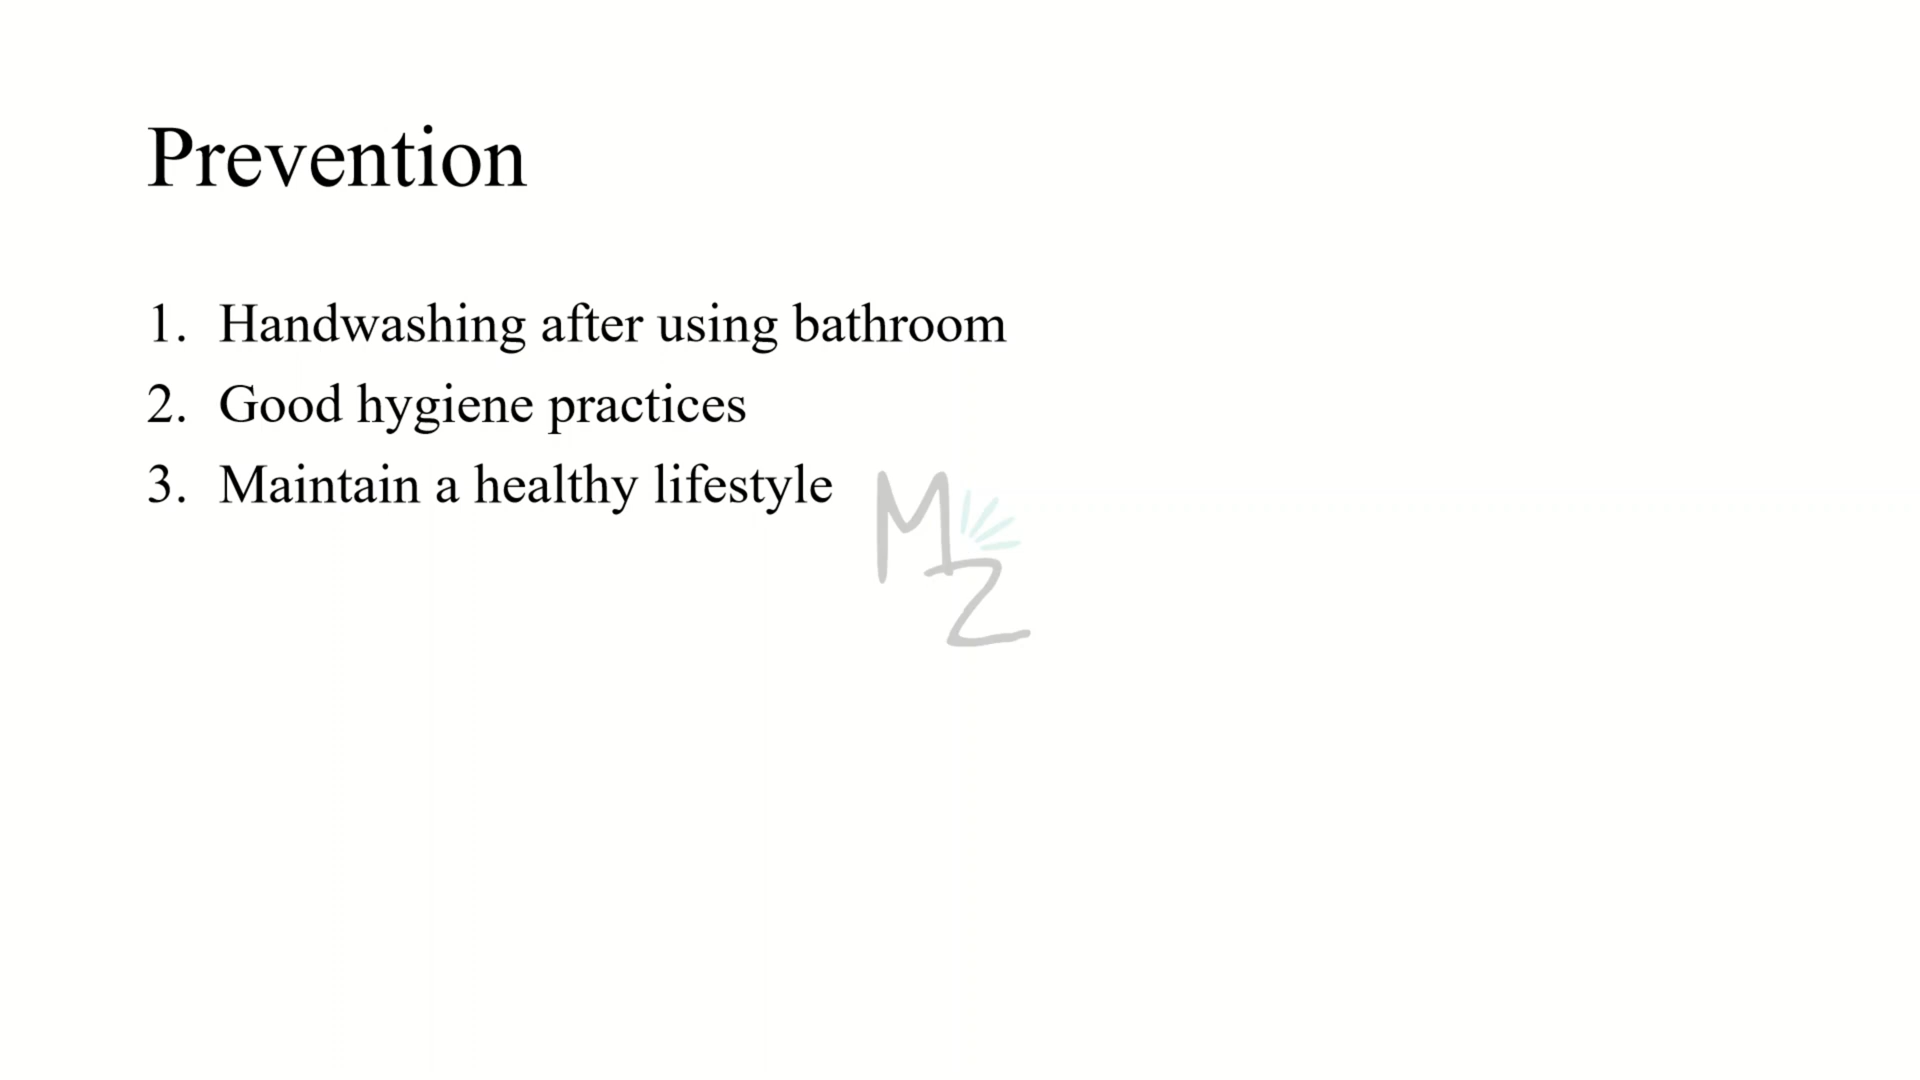 Prevention
1. Handwashing after using bathroom
2. Good hygiene practices
3. Maintain a healthy lifestyle
M
Z